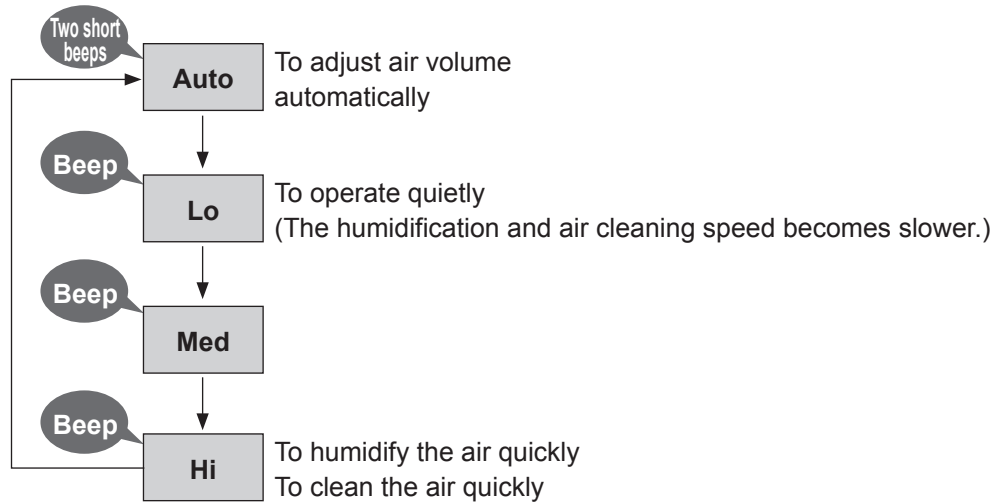 Two short
beeps
Auto
To adjust air volume
automatically
Beep
Lo
To operate quietly
(The humidification and air cleaning speed becomes slower.)
Beep
Med
Beep
Hi
To humidify the air quickly
To clean the air quickly